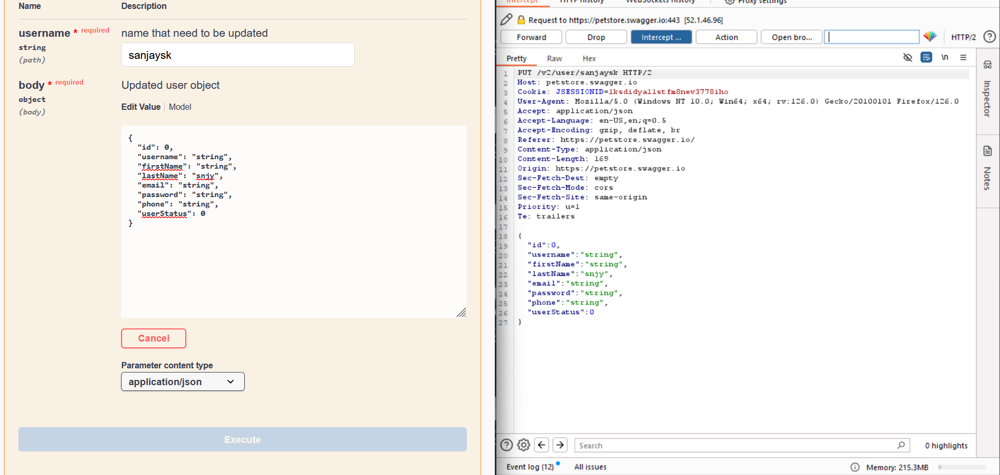 Name Description
username * required name that need to be updated
string
(path)
sanjaysk
body * required Updated user object
object
(body)
Edit Value Model
{
"id": 0,
"username": "string",
"firstName": "string",
"lastName": "snjy",
"email": "string",
"password": "string",
"phone": "string",
"userStatus": 0
}
Cancel
Parameter content type
application/json
Execute
Intercept HTTP history WebSockets history Proxy settings
Request to https://petstore.swagger.io:443 [52.1.46.96]
Forward Drop Intercept ... Action Open bro... HTTP/2 ?
Pretty Raw Hex \n
1 PUT /v2/user/sanjaysk HTTP/2
2 Host: petstore.swagger.io
3 Cookie: JSESSIONID=lksdidya1lstfm8nev3778iho
4 User-Agent: Mozilla/5.0 (Windows NT 10.0; Win64; x64; rv:126.0) Gecko/20100101 Firefox/126.0
5 Accept: application/json
6 Accept-Language: en-US,en;q=0.5
7 Accept-Encoding: gzip, deflate, br
8 Referer: https://petstore.swagger.io/
9 Content-Type: application/json
10 Content-Length: 169
11 Origin: https://petstore.swagger.io
12 Sec-Fetch-Dest: empty
13 Sec-Fetch-Mode: cors
14 Sec-Fetch-Site: same-origin
15 Priority: u=1
16 Te: trailers
17
18 {
19 "id":0,
20 "username":"string",
21 "firstName":"string",
22 "lastName":"snjy",
23 "email":"string",
24 "password":"string",
25 "phone":"string",
26 "userStatus":0
27 }
Inspector
Notes
? Search 0 highlights
Event log (12) All issues Memory: 215.3MB